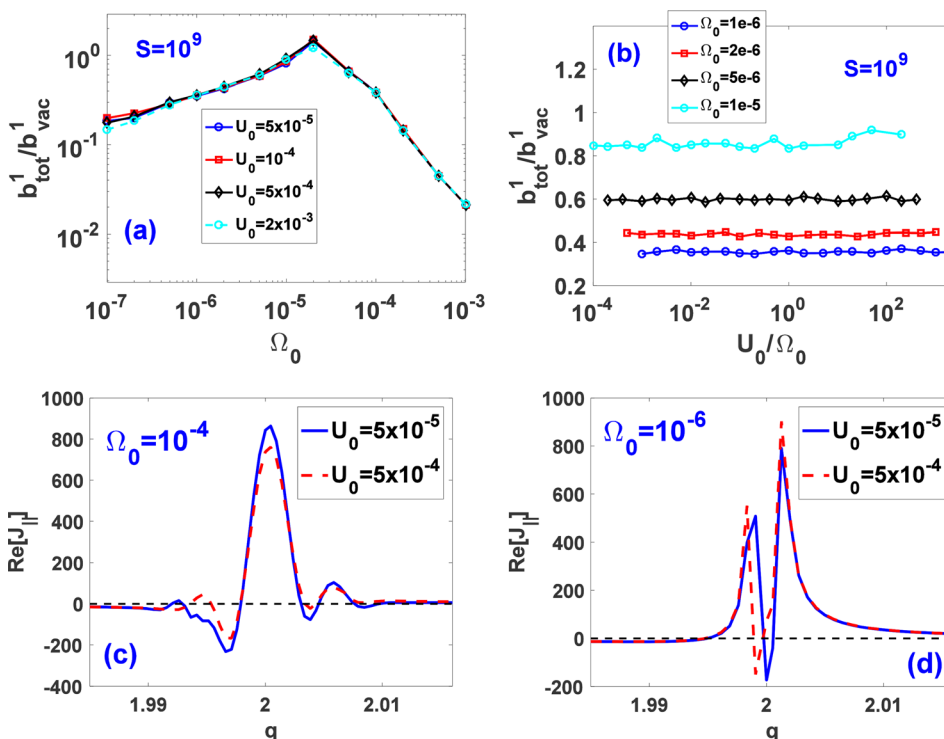 (a)
S=10⁹
b¹tot/b¹vac
10⁰
10⁻¹
10⁻²
U₀=5x10⁻⁵
U₀=10⁻⁴
U₀=5x10⁻⁴
U₀=2x10⁻³
10⁻⁷ 10⁻⁶ 10⁻⁵ 10⁻⁴ 10⁻³
Ω₀
(b)
Ω₀=1e-6
Ω₀=2e-6
Ω₀=5e-6
Ω₀=1e-5
S=10⁹
b¹tot/b¹vac
1.4
1.2
1
0.8
0.6
0.4
0.2
10⁻⁴ 10⁻² 10⁰ 10²
U₀/Ω₀
Ω₀=10⁻⁴
U₀=5x10⁻⁵
U₀=5x10⁻⁴
Re[J||]
1000
800
600
400
200
0
-200
-400
(c)
1.99 2 2.01
q
Ω₀=10⁻⁶
U₀=5x10⁻⁵
U₀=5x10⁻⁴
Re[J||]
1000
800
600
400
200
0
-200
(d)
1.99 2 2.01
q